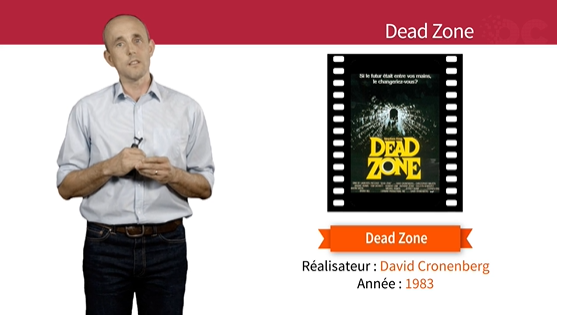 Dead Zone
Si le futur était entre vos mains,
le changeriez-vous?
DEAD
ZONE
Dead Zone
Réalisateur : David Cronenberg
Année : 1983